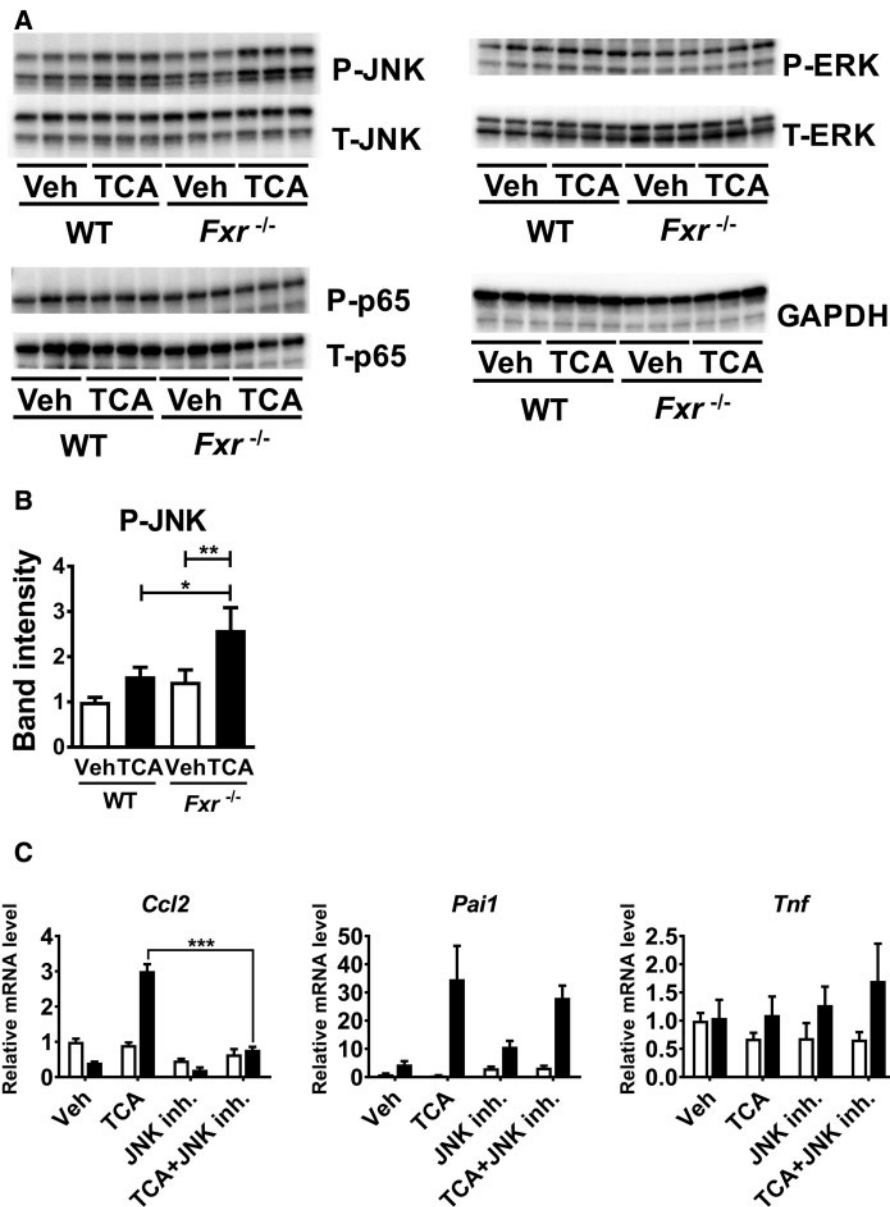 A
P-JNK
T-JNK
Veh TCA Veh TCA
WT Fxr -/-
P-ERK
T-ERK
Veh TCA Veh TCA
WT Fxr -/-
P-p65
T-p65
Veh TCA Veh TCA
WT Fxr -/-
GAPDH
Veh TCA Veh TCA
WT Fxr -/-
B
P-JNK
Band intensity
4
3
2
1
0
**
*
Veh TCA Veh TCA
WT Fxr -/-
C
Ccl2
Relative mRNA level
4
3
2
1
0
***
Veh
TCA
JNK inh.
TCA+JNK inh.
Pai1
Relative mRNA level
50
40
30
20
10
0
Veh
TCA
JNK inh.
TCA+JNK inh.
Tnf
Relative mRNA level
2.5
2.0
1.5
1.0
0.5
0.0
Veh
TCA
JNK inh.
TCA+JNK inh.